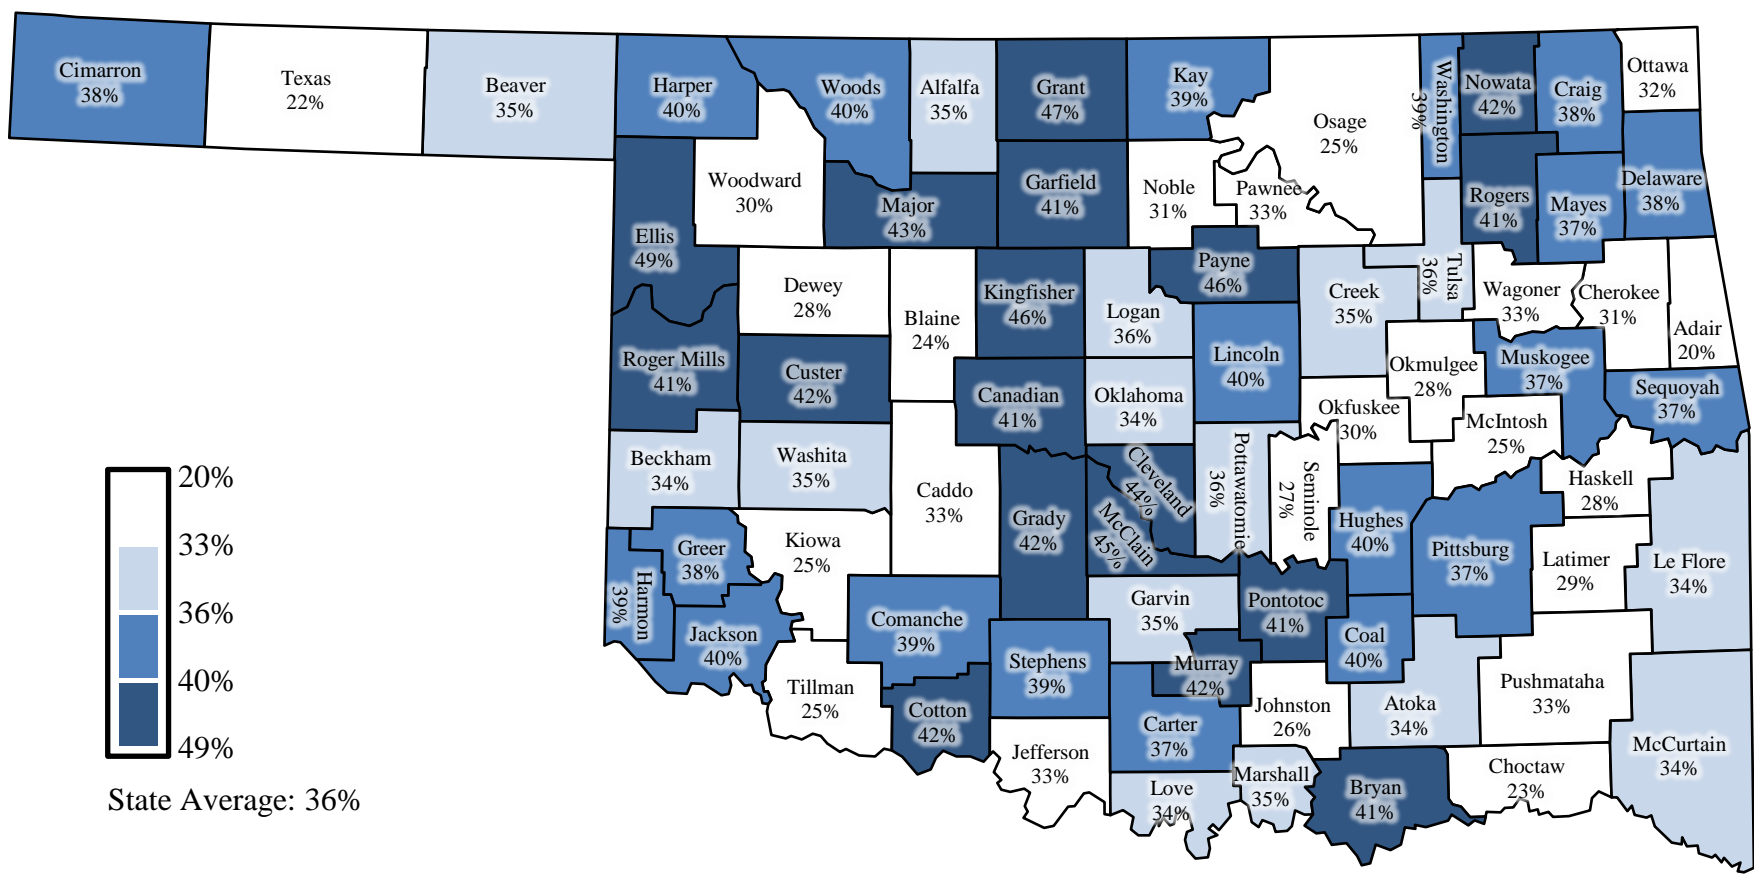 Cimarron
38%
Texas
22%
Beaver
35%
Harper
40%
Woods
40%
Alfalfa
35%
Grant
47%
Kay
39%
Osage
25%
Washington
39%
Nowata
42%
Craig
38%
Ottawa
32%
Woodward
30%
Major
43%
Garfield
41%
Noble
31%
Pawnee
33%
Rogers
41%
Mayes
37%
Delaware
38%
Ellis
49%
Dewey
28%
Blaine
24%
Kingfisher
46%
Logan
36%
Payne
46%
Creek
35%
Tulsa
36%
Wagoner
33%
Cherokee
31%
Adair
20%
Roger Mills
41%
Custer
42%
Canadian
41%
Oklahoma
34%
Lincoln
40%
Okmulgee
28%
Muskogee
37%
Sequoyah
37%
Okfuskee
30%
McIntosh
25%
Beckham
34%
Washita
35%
Caddo
33%
Grady
42%
Cleveland
44%
McClain
45%
Pottawatomie
36%
Seminole
27%
Hughes
40%
Pittsburg
37%
Haskell
28%
Latimer
29%
Le Flore
34%
Greer
38%
Harmon
39%
Kiowa
25%
Jackson
40%
Comanche
39%
Garvin
35%
Pontotoc
41%
Coal
40%
Tillman
25%
Cotton
42%
Stephens
39%
Murray
42%
Johnston
26%
Atoka
34%
Pushmataha
33%
Jefferson
33%
Carter
37%
Love
34%
Marshall
35%
Bryan
41%
Choctaw
23%
McCurtain
34%
20%
33%
36%
40%
49%
State Average: 36%